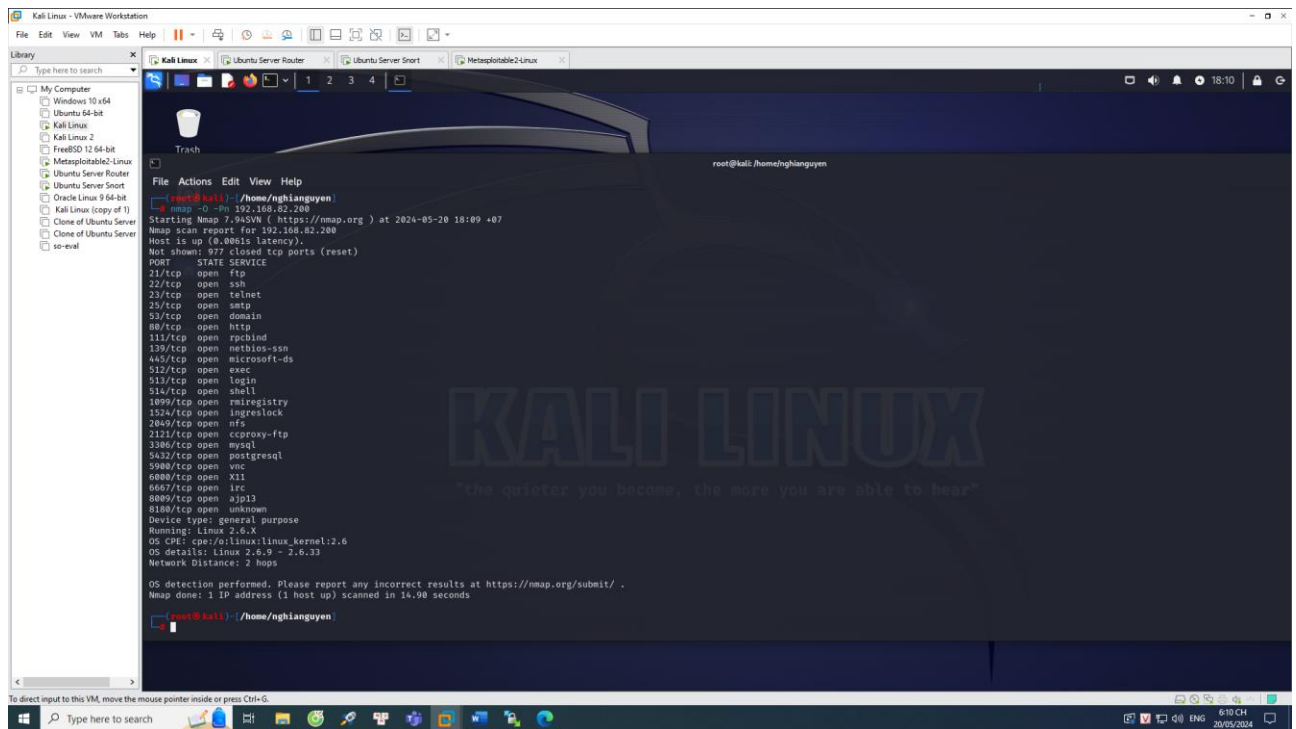 Kali Linux - VMware Workstation
File Edit View VM Tabs Help
Library
Type here to search
My Computer
Windows 10 x64
Ubuntu 64-bit
Kali Linux
Kali Linux 2
FreeBSD 12 64-bit
Metasploitable2-Linux
Ubuntu Server Router
Ubuntu Server Snort
Oracle Linux 9 64-bit
Kali Linux (copy of 1)
Clone of Ubuntu Server
Clone of Ubuntu Server
so-eval
Kali Linux Ubuntu Server Router Ubuntu Server Snort Metasploitable2-Linux
1 2 3 4 18:10
Trash
root@kali: /home/nghianguyen
File Actions Edit View Help
(root㉿kali)-[/home/nghianguyen]
# nmap -O -Pn 192.168.82.200
Starting Nmap 7.94SVN ( https://nmap.org ) at 2024-05-20 18:09 +07
Nmap scan report for 192.168.82.200
Host is up (0.0061s latency).
Not shown: 977 closed tcp ports (reset)
PORT STATE SERVICE
21/tcp open ftp
22/tcp open ssh
23/tcp open telnet
25/tcp open smtp
53/tcp open domain
80/tcp open http
111/tcp open rpcbind
139/tcp open netbios-ssn
445/tcp open microsoft-ds
512/tcp open exec
513/tcp open login
514/tcp open shell
1099/tcp open rmiregistry
1524/tcp open ingreslock
2049/tcp open nfs
2121/tcp open ccproxy-ftp
3306/tcp open mysql
5432/tcp open postgresql
5900/tcp open vnc
6000/tcp open X11
6667/tcp open irc
8009/tcp open ajp13
8180/tcp open unknown
Device type: general purpose
Running: Linux 2.6.X
OS CPE: cpe:/o:linux:linux_kernel:2.6
OS details: Linux 2.6.9 - 2.6.33
Network Distance: 2 hops
OS detection performed. Please report any incorrect results at https://nmap.org/submit/ .
Nmap done: 1 IP address (1 host up) scanned in 14.90 seconds
(root㉿kali)-[/home/nghianguyen]
#
KALI LINUX
"the quieter you become, the more you are able to hear"
To direct input to this VM, move the mouse pointer inside or press Ctrl+G.
Type here to search
ENG
6:10 CH
20/05/2024